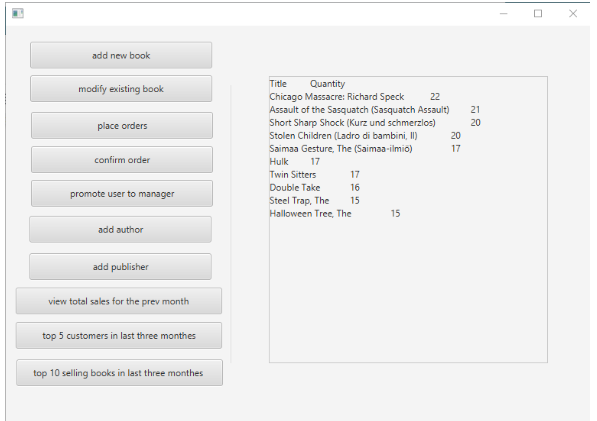 add new book
modify existing book
place orders
confirm order
promote user to manager
add author
add publisher
view total sales for the prev month
top 5 customers in last three monthes
top 10 selling books in last three monthes
Title Quantity
Chicago Massacre: Richard Speck 22
Assault of the Sasquatch (Sasquatch Assault) 21
Short Sharp Shock (Kurz und schmerzlos) 20
Stolen Children (Ladro di bambini, Il) 20
Saimaa Gesture, The (Saimaa-ilmiö) 17
Hulk 17
Twin Sitters 17
Double Take 16
Steel Trap, The 15
Halloween Tree, The 15